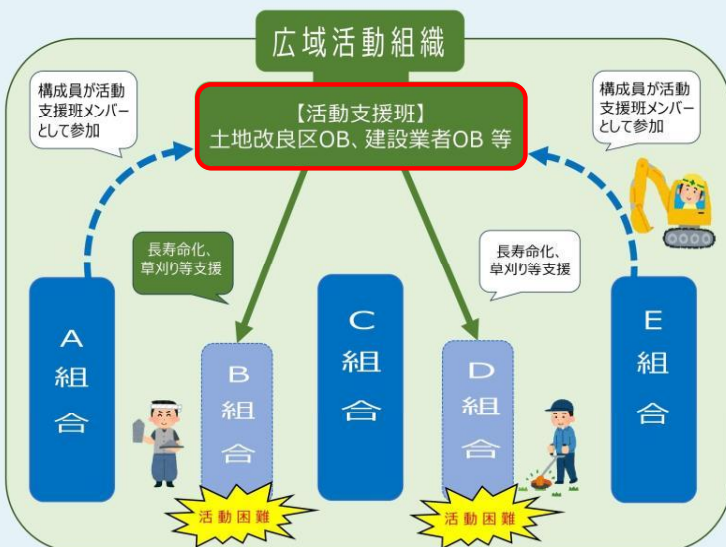 広域活動組織
【活動支援班】
土地改良区OB、建設業者OB 等
構成員が活動
支援班メンバー
として参加
構成員が活動
支援班メンバー
として参加
長寿命化、
草刈り等支援
長寿命化、
草刈り等支援
A組合
B組合
C組合
D組合
E組合
活動困難
活動困難